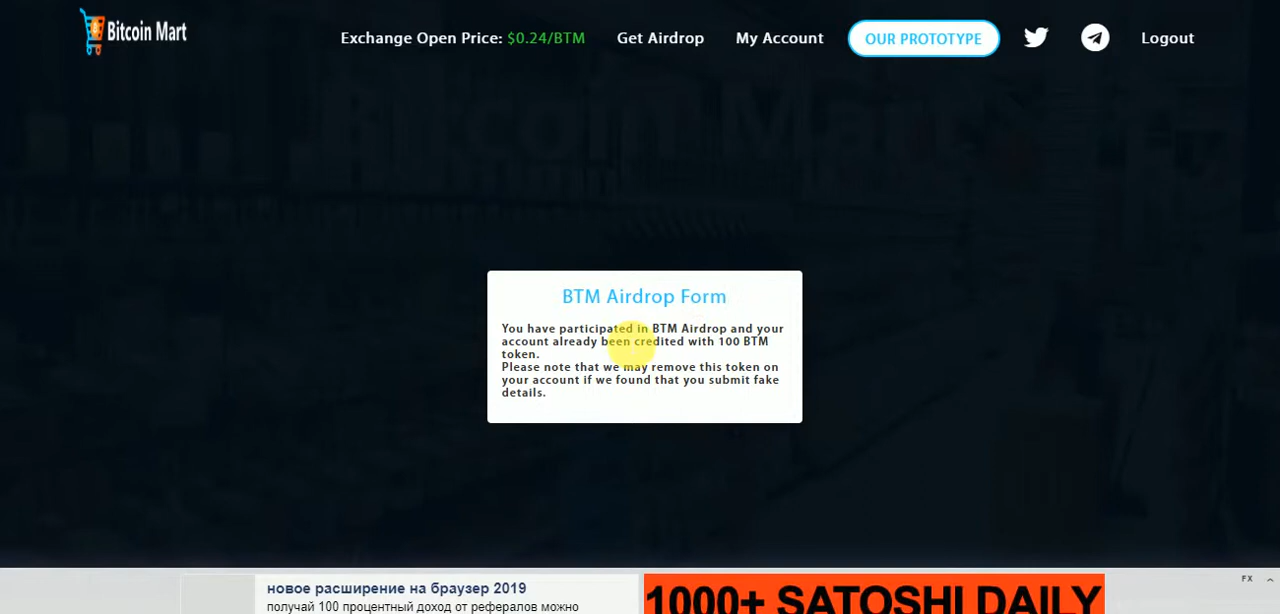 Bitcoin Mart
Exchange Open Price: $0.24/BTM
Get Airdrop
My Account
OUR PROTOTYPE
Logout
Bitcoin Mart
BTM Airdrop Form
You have participated in BTM Airdrop and your
account already been credited with 100 BTM
token.
Please note that we may remove this token on
your account if we found that you submit fake
details.
новое расширение на браузер 2019
получай 100 процентный доход от рефералов можно
1000+ SATOSHI DAILY
FX